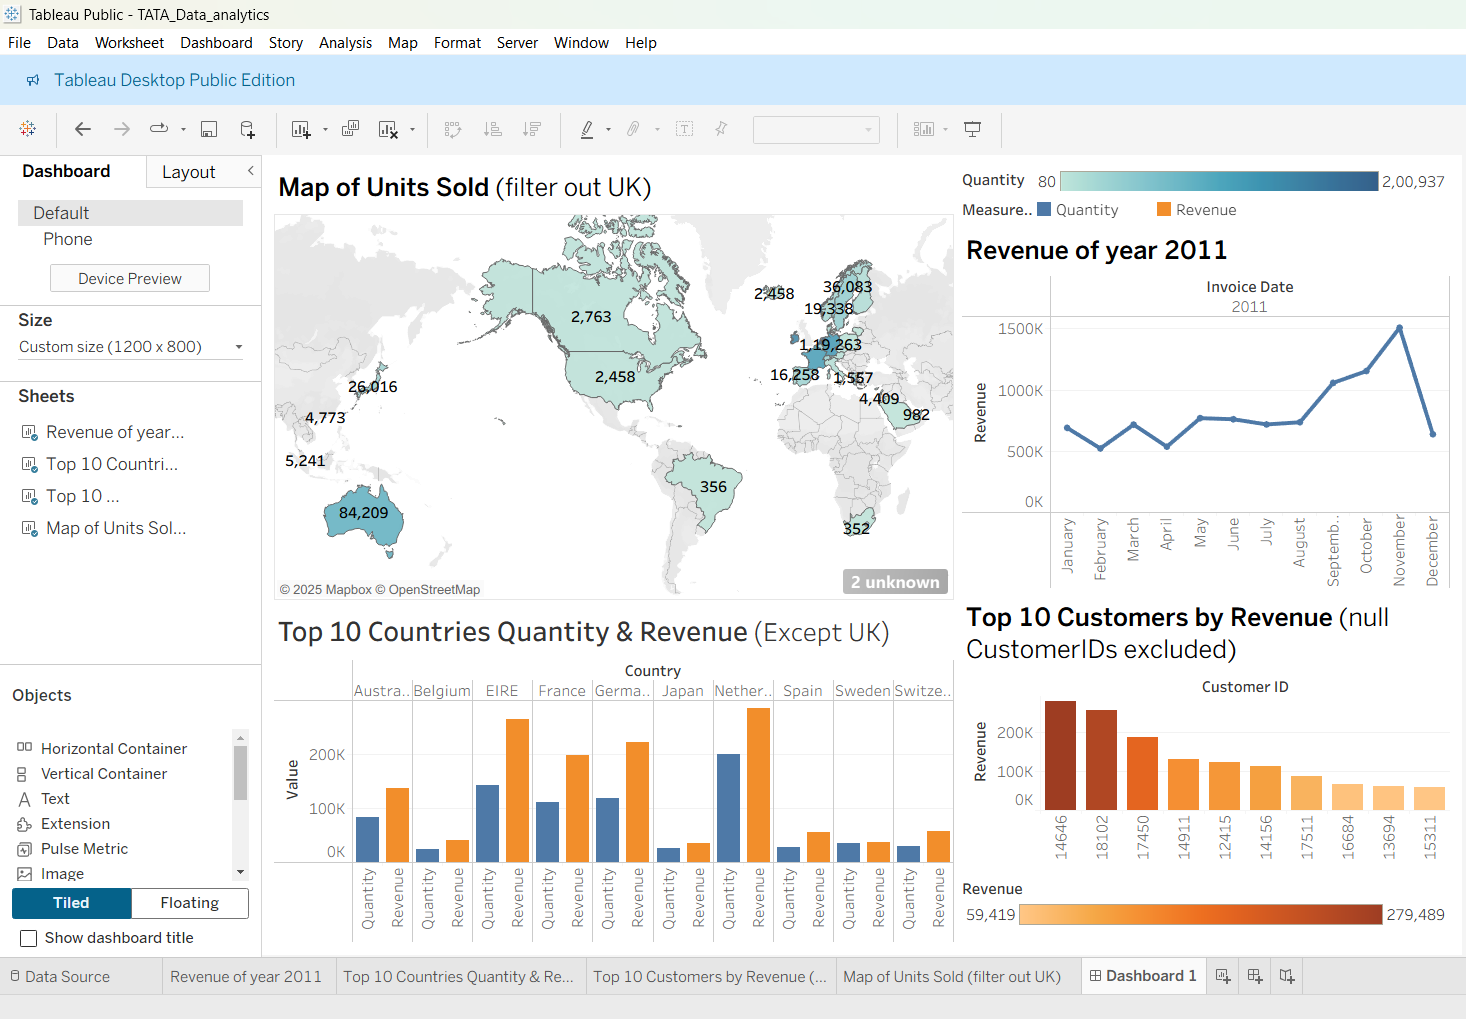 Tableau Public - TATA_Data_analytics
File Data Worksheet Dashboard Story Analysis Map Format Server Window Help
Tableau Desktop Public Edition
Dashboard
Layout
Default
Phone
Device Preview
Size
Custom size (1200 x 800)
Sheets
Revenue of year...
Top 10 Countri...
Top 10 ...
Map of Units Sol...
Objects
Horizontal Container
Vertical Container
Text
Extension
Pulse Metric
Image
Tiled
Floating
Show dashboard title
Map of Units Sold (filter out UK)
2,763
2,458
36,083
19,338
2,458
1,19,263
16,258
1,557
26,016
4,409
4,773
982
5,241
356
84,209
352
© 2025 Mapbox © OpenStreetMap
2 unknown
Quantity 80 2,00,937
Measure.. Quantity Revenue
Revenue of year 2011
Invoice Date
2011
Revenue
1500K
1000K
500K
0K
January
February
March
April
May
June
July
August
Septemb..
October
November
December
Top 10 Countries Quantity & Revenue (Except UK)
Country
Austra.. Belgium EIRE France Germa.. Japan Nether.. Spain Sweden Switze..
Value
200K
100K
0K
Quantity Revenue Quantity Revenue Quantity Revenue Quantity Revenue Quantity Revenue Quantity Revenue Quantity Revenue Quantity Revenue Quantity Revenue Quantity Revenue
Top 10 Customers by Revenue (null
CustomerIDs excluded)
Customer ID
Revenue
200K
100K
0K
14646
18102
17450
14911
12415
14156
17511
16684
13694
15311
Revenue
59,419 279,489
Data Source
Revenue of year 2011
Top 10 Countries Quantity & Re...
Top 10 Customers by Revenue (...
Map of Units Sold (filter out UK)
Dashboard 1